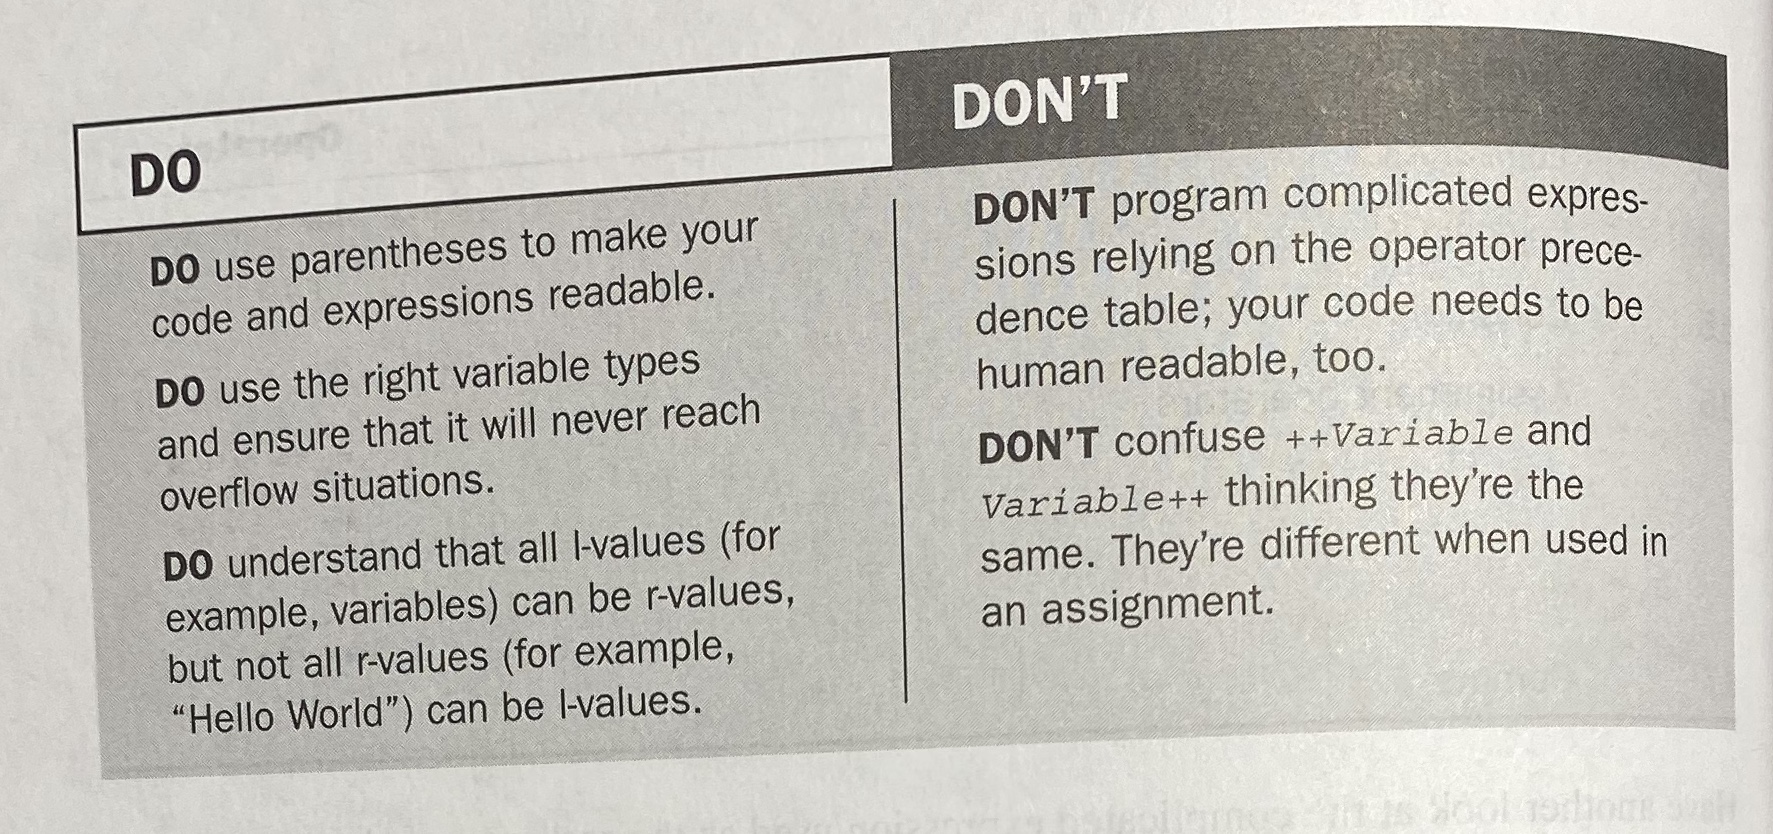 DO
DO use parentheses to make your
code and expressions readable.
DO use the right variable types
and ensure that it will never reach
overflow situations.
DO understand that all l-values (for
example, variables) can be r-values,
but not all r-values (for example,
“Hello World”) can be l-values.
DON'T
DON'T program complicated expres-
sions relying on the operator prece-
dence table; your code needs to be
human readable, too.
DON'T confuse ++Variable and
Variable++ thinking they're the
same. They're different when used in
an assignment.